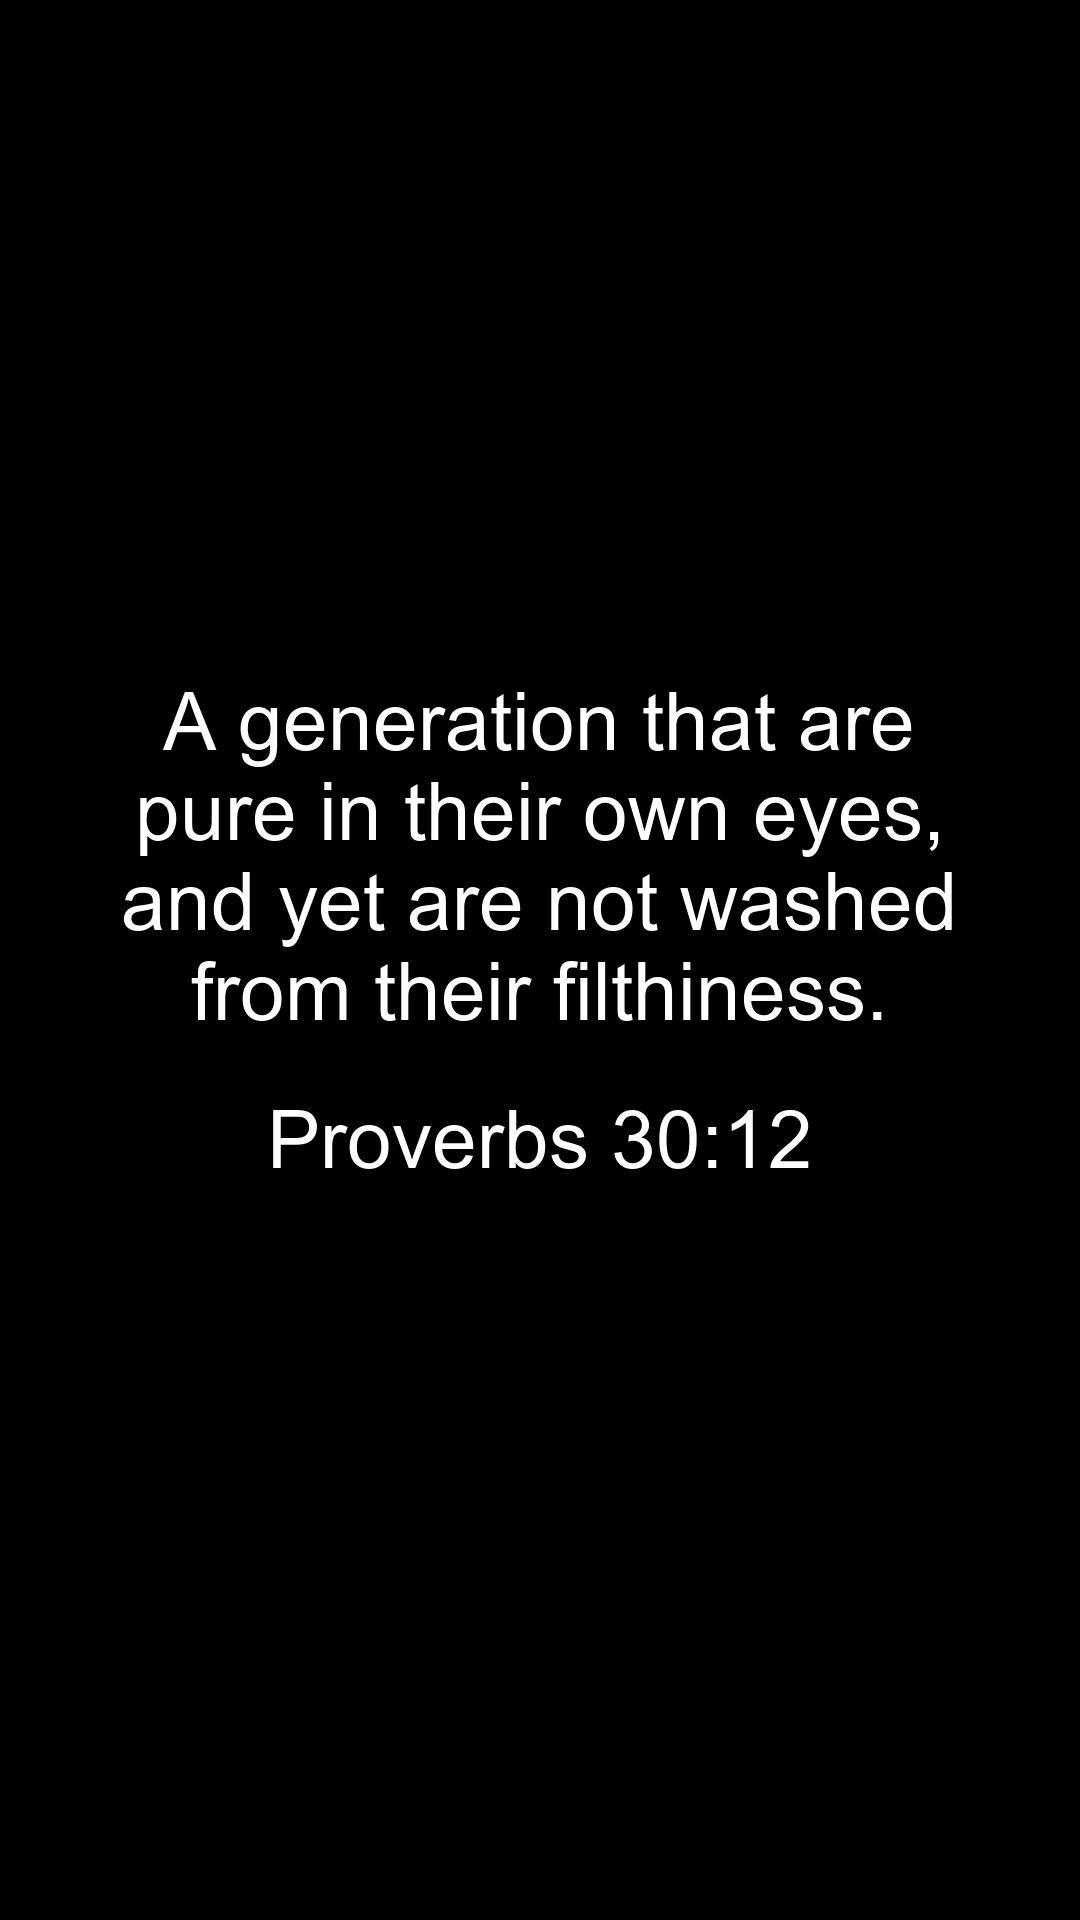 A generation that are
pure in their own eyes,
and yet are not washed
from their filthiness.
Proverbs 30:12